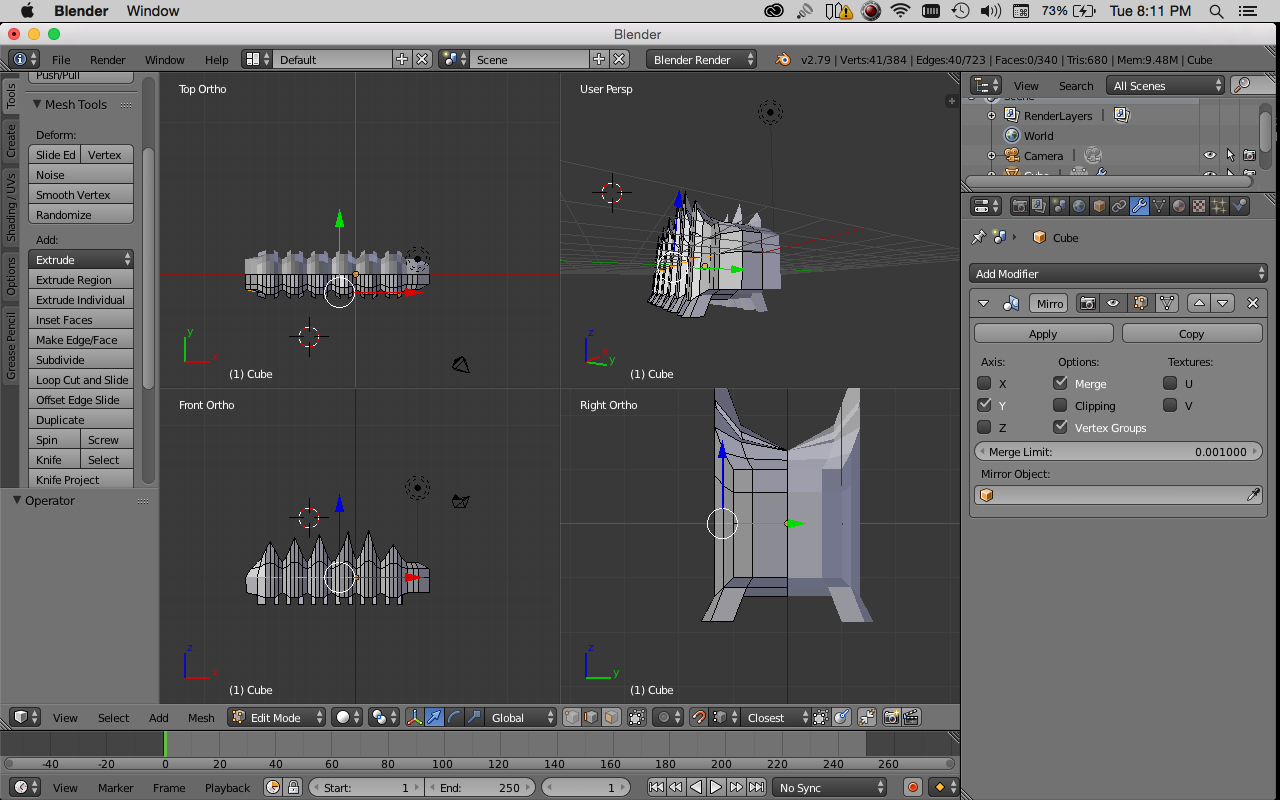 Blender Window 73% Tue 8:11 PM
Blender
File Render Window Help Default Scene Blender Render v2.79 | Verts:41/384 | Edges:40/723 | Faces:0/340 | Tris:680 | Mem:9.48M | Cube
Tools
Create
Shading / UVs
Options
Grease Pencil
Push/Pull
Mesh Tools
Deform:
Slide Ed Vertex
Noise
Smooth Vertex
Randomize
Add:
Extrude
Extrude Region
Extrude Individual
Inset Faces
Make Edge/Face
Subdivide
Loop Cut and Slide
Offset Edge Slide
Duplicate
Spin Screw
Knife Select
Knife Project
Operator
Top Ortho
y
x
(1) Cube
User Persp
z
x
y
(1) Cube
Front Ortho
z
x
(1) Cube
Right Ortho
z
y
(1) Cube
View Search All Scenes
Scene
RenderLayers
World
Camera
Cube
Cube
Add Modifier
Mirro
Apply Copy
Axis: Options: Textures:
X Merge U
Y Clipping V
Z Vertex Groups
Merge Limit: 0.001000
Mirror Object:
View Select Add Mesh Edit Mode Global Closest
-40 -20 0 20 40 60 80 100 120 140 160 180 200 220 240 260
View Marker Frame Playback Start: 1 End: 250 1 No Sync